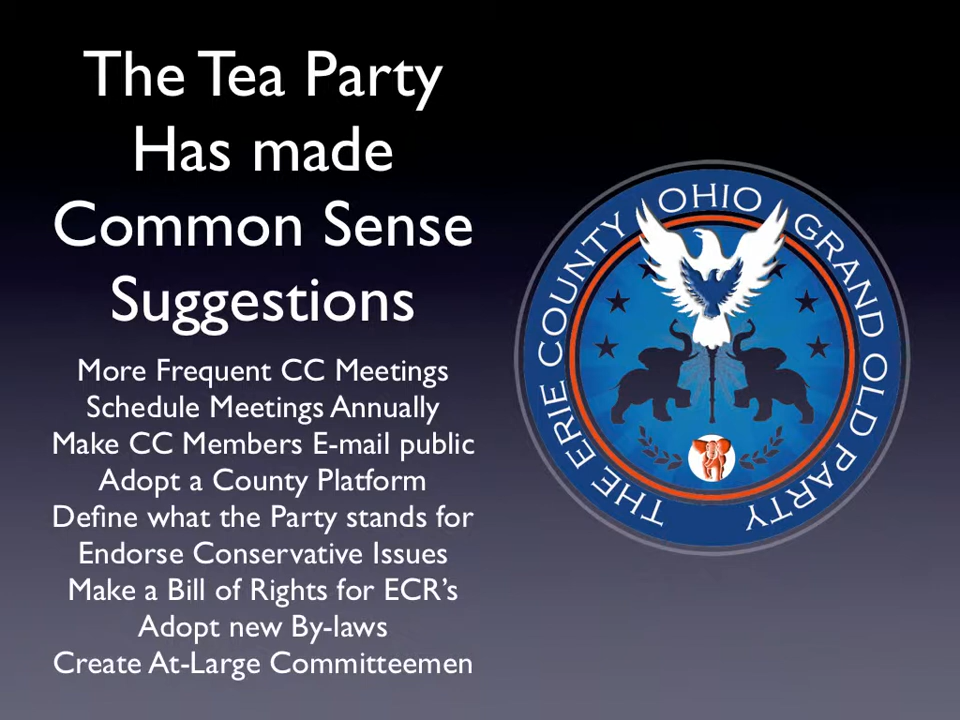 The Tea Party
Has made
Common Sense
Suggestions
More Frequent CC Meetings
Schedule Meetings Annually
Make CC Members E-mail public
Adopt a County Platform
Define what the Party stands for
Endorse Conservative Issues
Make a Bill of Rights for ECR’s
Adopt new By-laws
Create At-Large Committeemen
THE ERIE COUNTY OHIO GRAND OLD PARTY